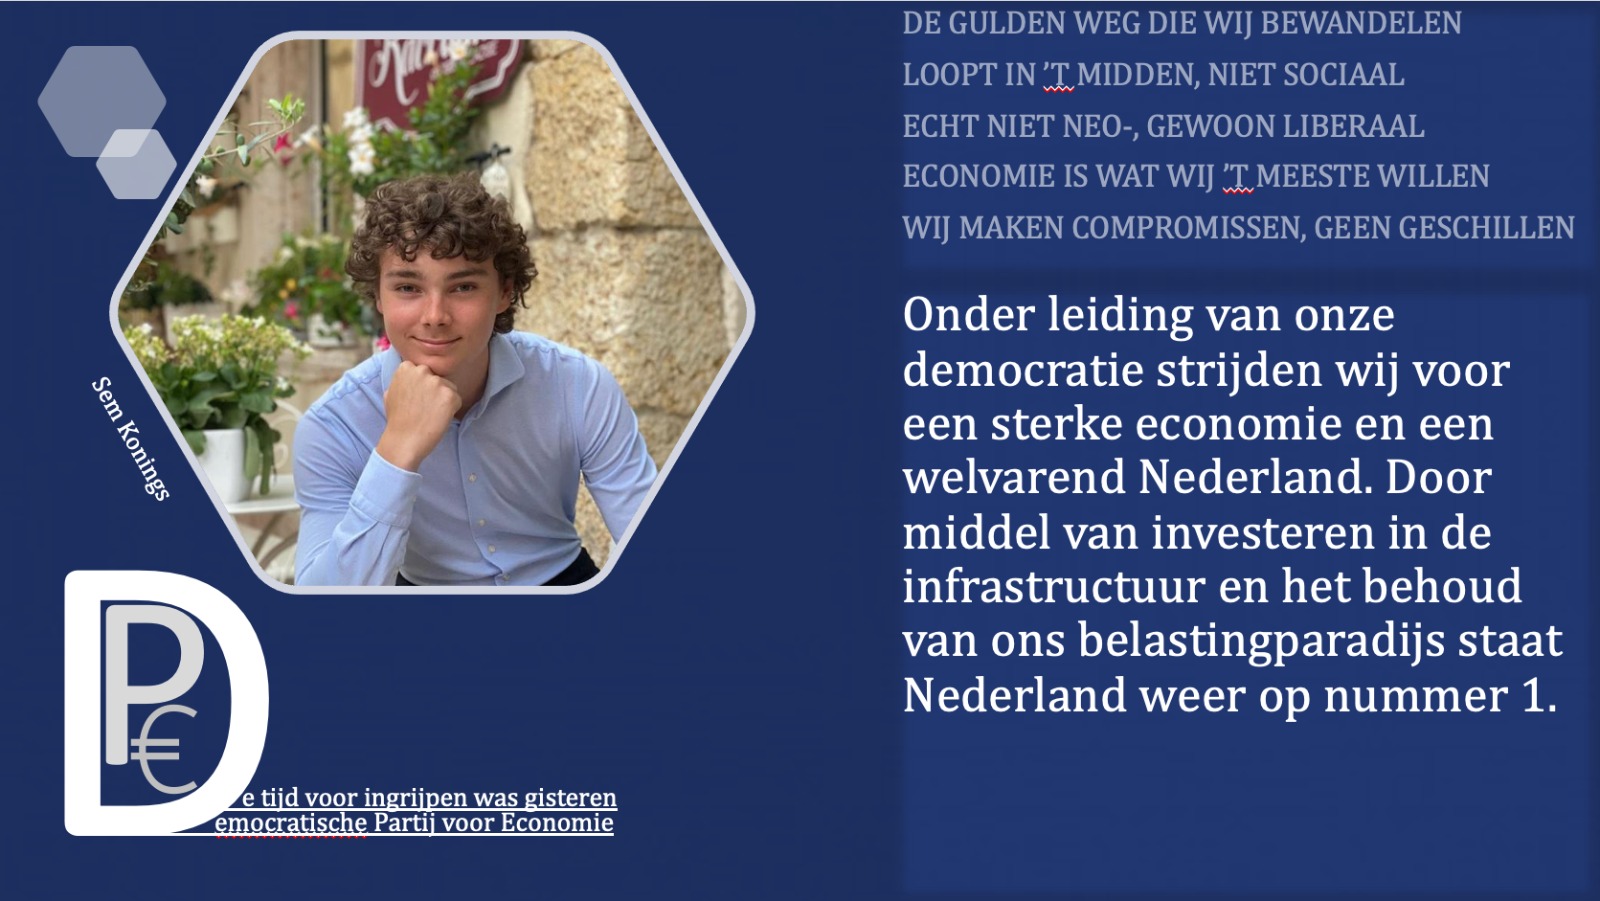 DE GULDEN WEG DIE WIJ BEWANDELEN
LOOPT IN ’T MIDDEN, NIET SOCIAAL
ECHT NIET NEO-, GEWOON LIBERAAL
ECONOMIE IS WAT WIJ ’T MEESTE WILLEN
WIJ MAKEN COMPROMISSEN, GEEN GESCHILLEN
Onder leiding van onze
democratie strijden wij voor
een sterke economie en een
welvarend Nederland. Door
middel van investeren in de
infrastructuur en het behoud
van ons belastingparadijs staat
Nederland weer op nummer 1.
Sem Konings
D
P
€
e tijd voor ingrijpen was gisteren
emocratische Partij voor Economie